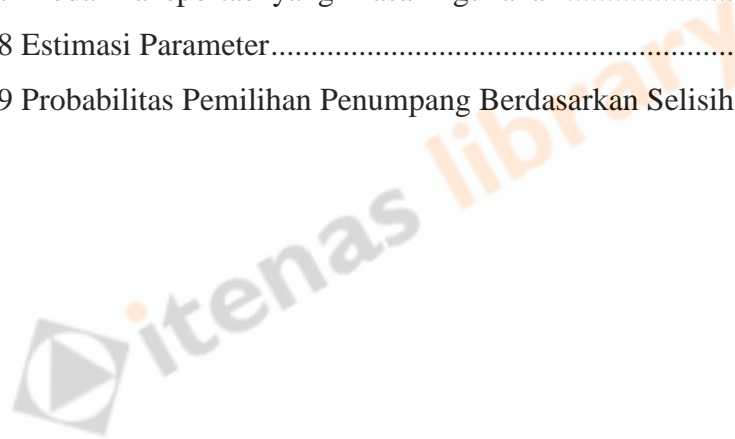 8 Estimasi Parameter..........................................................
9 Probabilitas Pemilihan Penumpang Berdasarkan Selisih
itenas library